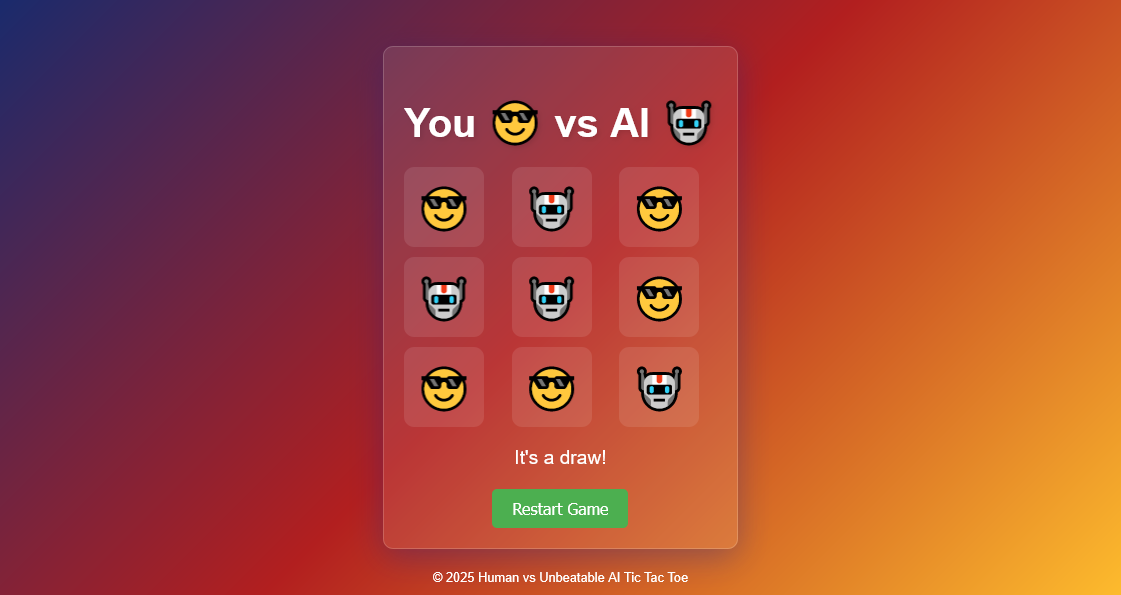 You 😎 vs AI 🤖
It's a draw!
Restart Game
© 2025 Human vs Unbeatable AI Tic Tac Toe